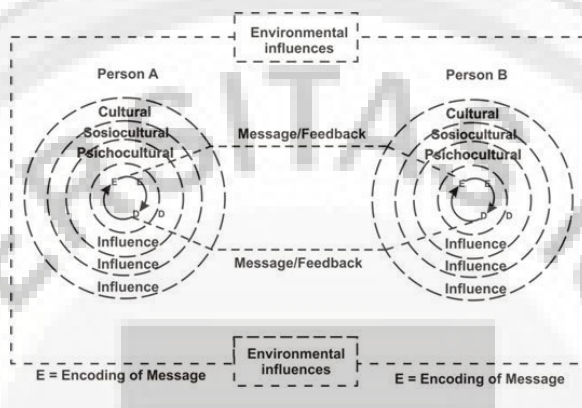 Environmental
influences
Person A
Person B
Cultural
Sosiocultural
Psichocultural
E E
D /D
Influence
Influence
Influence
Message/Feedback
Message/Feedback
Cultural
Sosiocultural
Psichocultural
E E
D /D
Influence
Influence
Influence
Environmental
influences
E = Encoding of Message
E = Encoding of Message